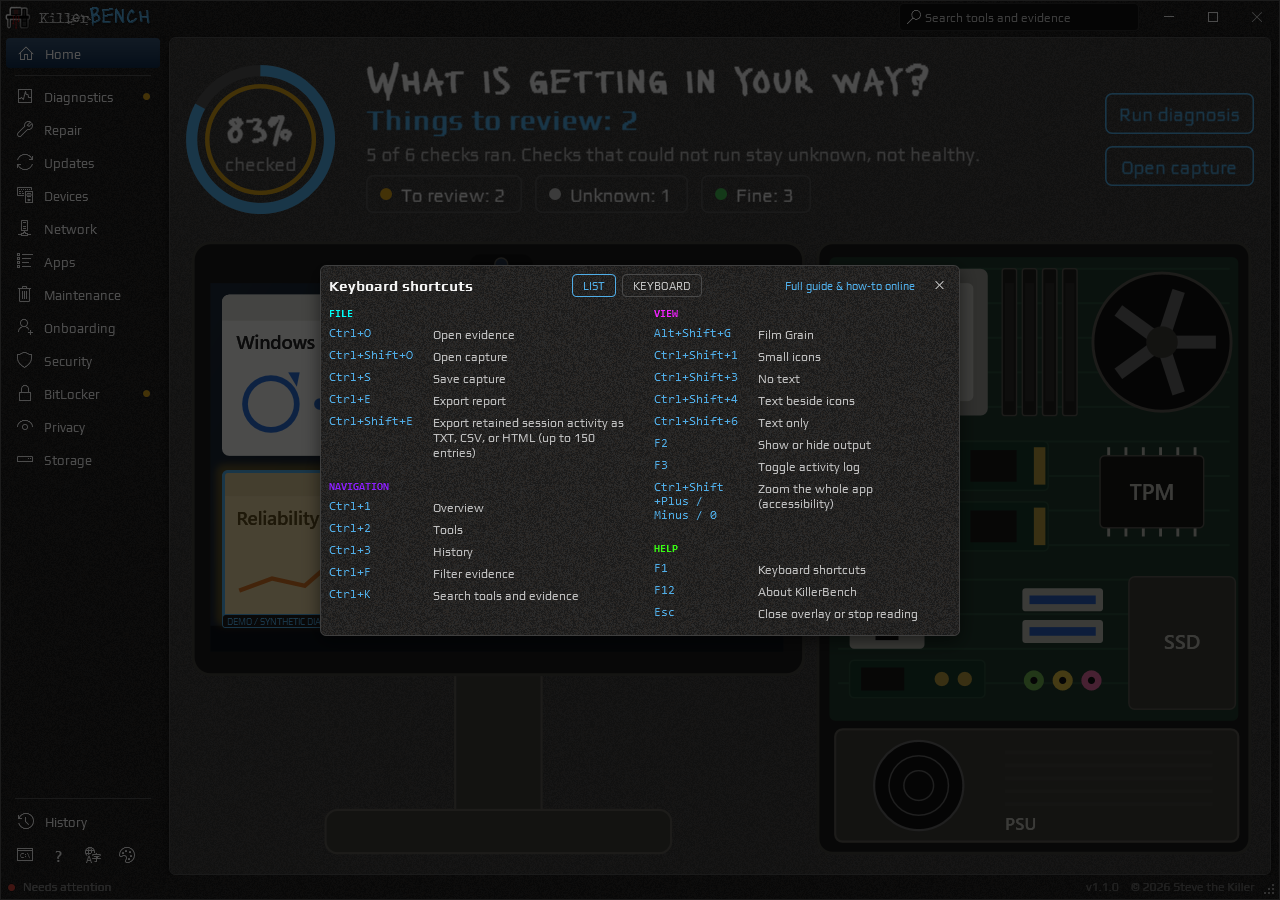 KillerBENCH
Search tools and evidence
Home
Diagnostics
Repair
Updates
Devices
Network
Apps
Maintenance
Onboarding
Security
BitLocker
Privacy
Storage
History
C:\
?
Needs attention
83%
checked
WHAT IS GETTING IN YOUR WAY?
Things to review: 2
5 of 6 checks ran. Checks that could not run stay unknown, not healthy.
To review: 2
Unknown: 1
Fine: 3
Run diagnosis
Open capture
Windows
Reliability
DEMO / SYNTHETIC
Keyboard shortcuts
LIST
KEYBOARD
Full guide & how-to online
FILE
Ctrl+O Open evidence
Ctrl+Shift+O Open capture
Ctrl+S Save capture
Ctrl+E Export report
Ctrl+Shift+E Export retained session activity as
TXT, CSV, or HTML (up to 150
entries)
NAVIGATION
Ctrl+1 Overview
Ctrl+2 Tools
Ctrl+3 History
Ctrl+F Filter evidence
Ctrl+K Search tools and evidence
VIEW
Alt+Shift+G Film Grain
Ctrl+Shift+1 Small icons
Ctrl+Shift+3 No text
Ctrl+Shift+4 Text beside icons
Ctrl+Shift+6 Text only
F2 Show or hide output
F3 Toggle activity log
Ctrl+Shift Zoom the whole app
+Plus / (accessibility)
Minus / 0
HELP
F1 Keyboard shortcuts
F12 About KillerBench
Esc Close overlay or stop reading
TPM
SSD
PSU
v1.1.0 © 2026 Steve the Killer